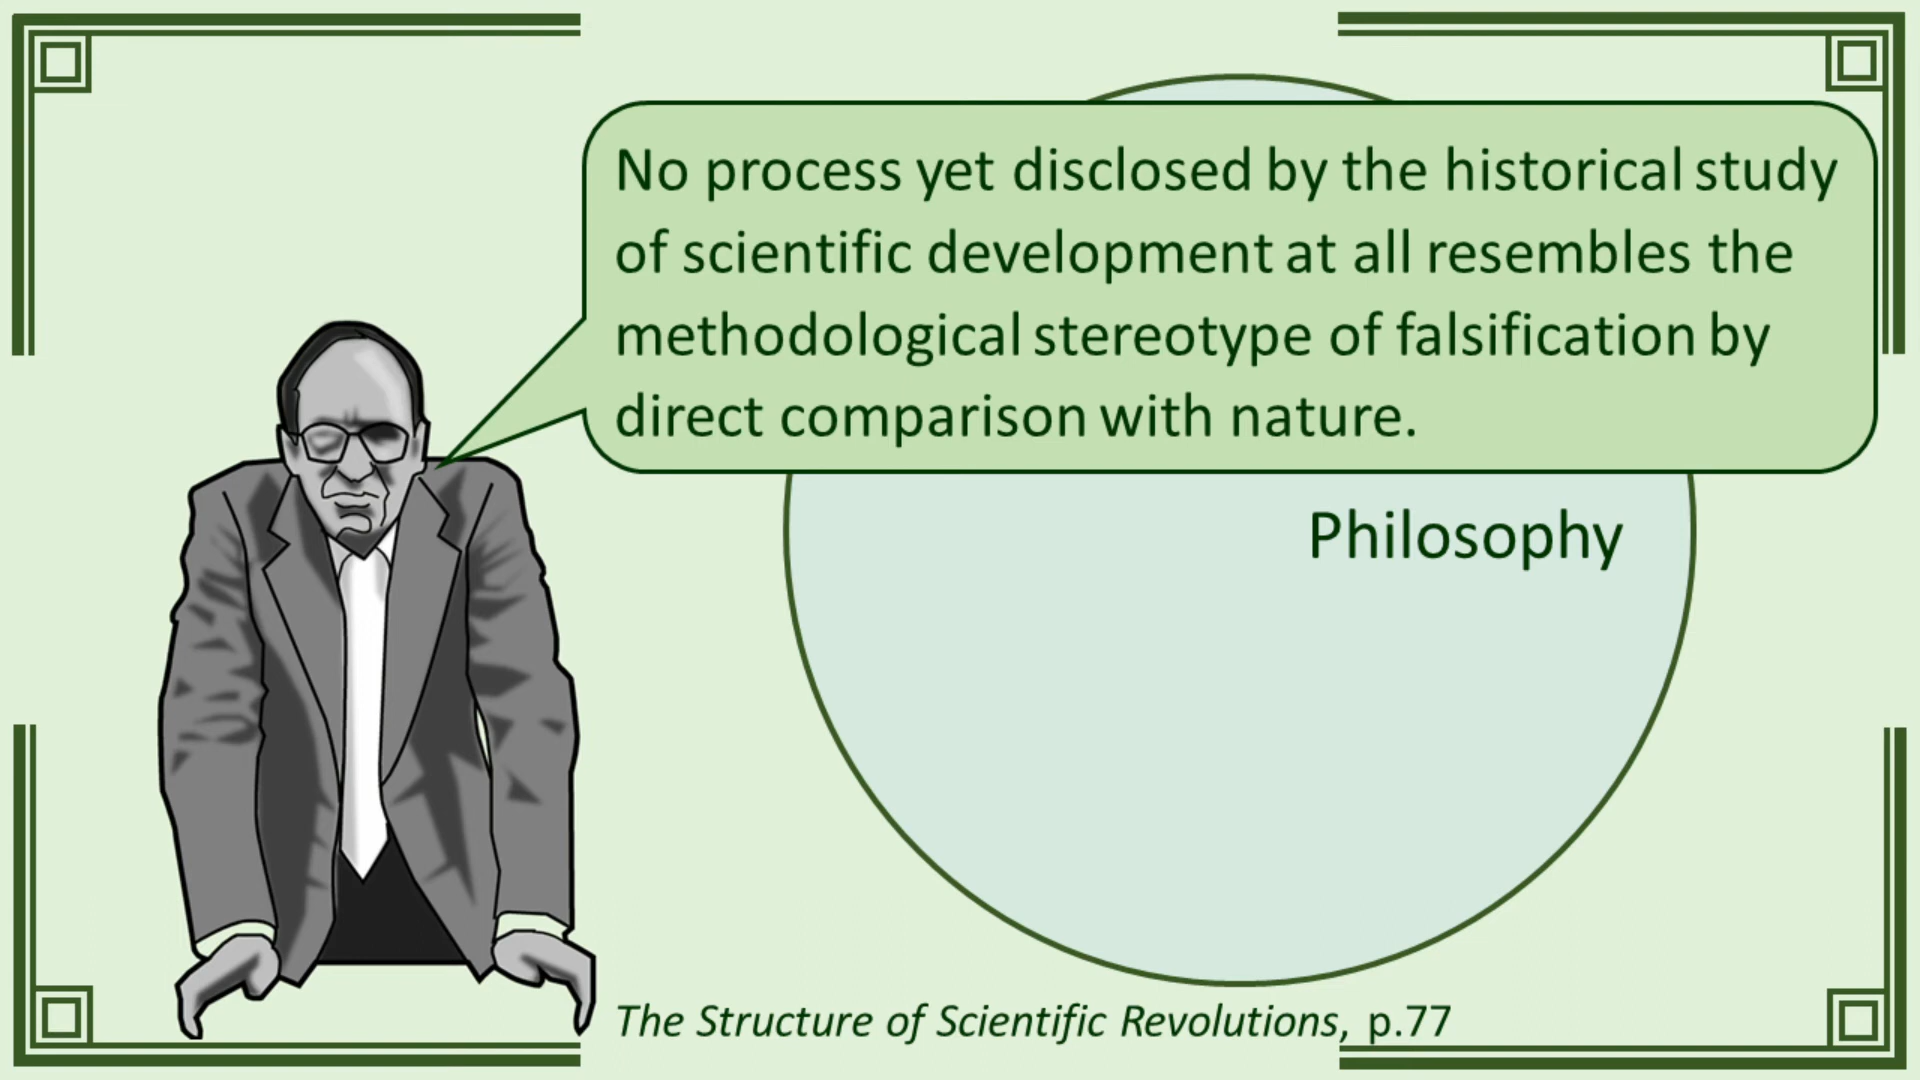 No process yet disclosed by the historical study
of scientific development at all resembles the
methodological stereotype of falsification by
direct comparison with nature.
Philosophy
The Structure of Scientific Revolutions, p.77